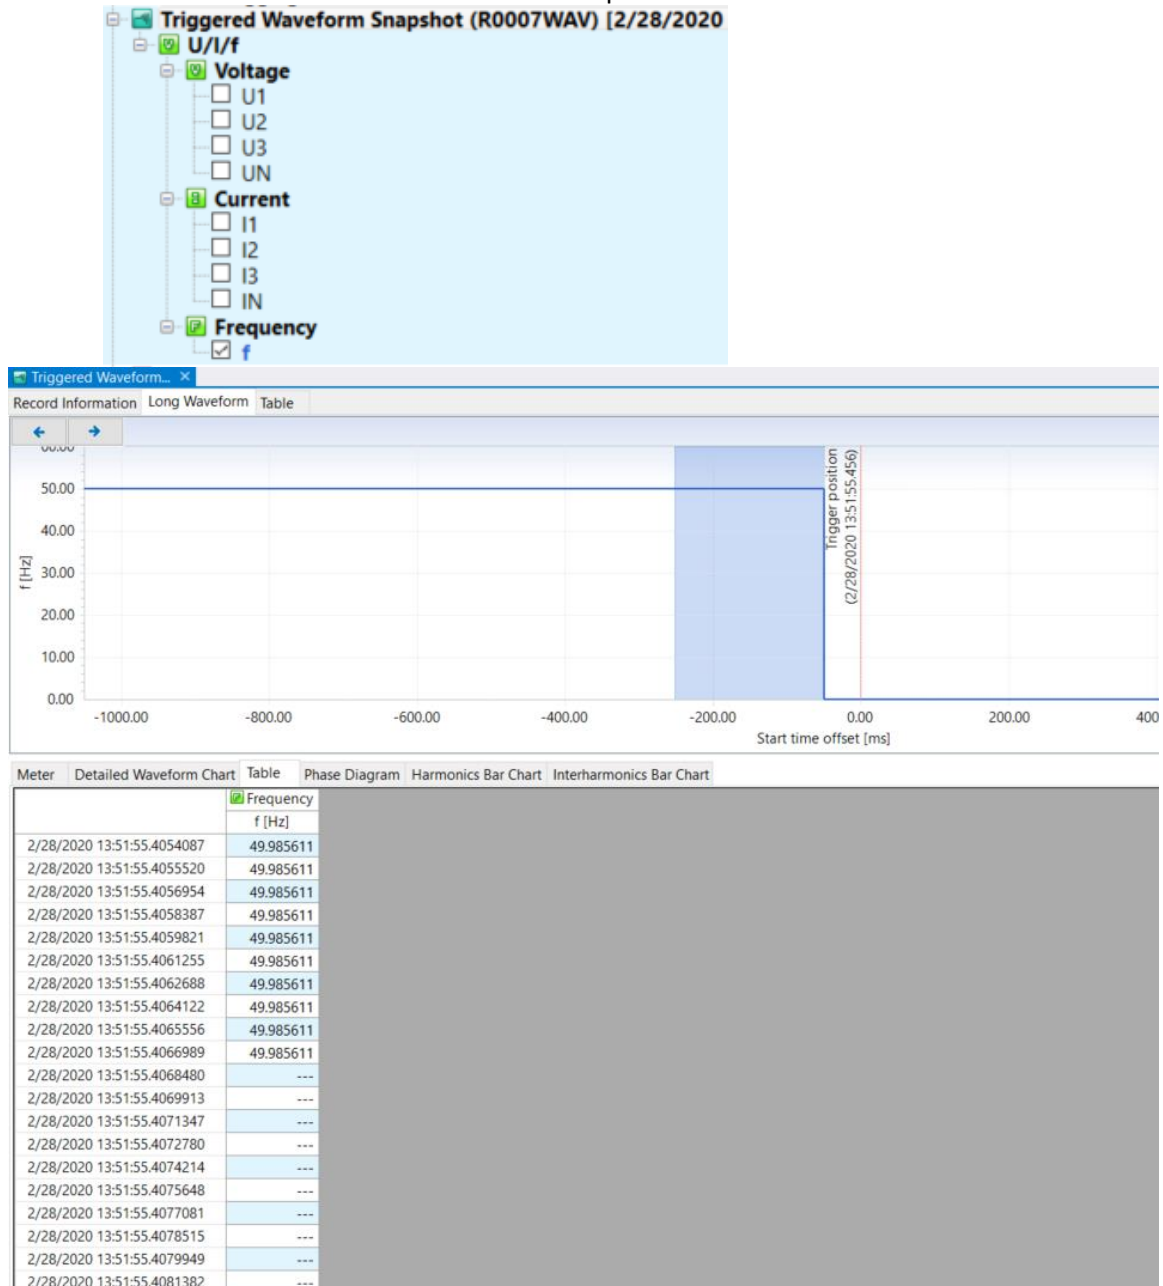 Triggered Waveform Snapshot (R0007WAV) [2/28/2020
U/I/f
Voltage
U1
U2
U3
UN
Current
I1
I2
I3
IN
Frequency
f
Triggered Waveform... ×
Record Information Long Waveform Table
60.00
50.00
40.00
30.00
20.00
10.00
0.00
f [Hz]
Trigger position
(2/28/2020 13:51:55.456)
-1000.00 -800.00 -600.00 -400.00 -200.00 0.00 200.00 400
Start time offset [ms]
Meter Detailed Waveform Chart Table Phase Diagram Harmonics Bar Chart Interharmonics Bar Chart
Frequency
f [Hz]
2/28/2020 13:51:55.4054087 49.985611
2/28/2020 13:51:55.4055520 49.985611
2/28/2020 13:51:55.4056954 49.985611
2/28/2020 13:51:55.4058387 49.985611
2/28/2020 13:51:55.4059821 49.985611
2/28/2020 13:51:55.4061255 49.985611
2/28/2020 13:51:55.4062688 49.985611
2/28/2020 13:51:55.4064122 49.985611
2/28/2020 13:51:55.4065556 49.985611
2/28/2020 13:51:55.4066989 49.985611
2/28/2020 13:51:55.4068480 ---
2/28/2020 13:51:55.4069913 ---
2/28/2020 13:51:55.4071347 ---
2/28/2020 13:51:55.4072780 ---
2/28/2020 13:51:55.4074214 ---
2/28/2020 13:51:55.4075648 ---
2/28/2020 13:51:55.4077081 ---
2/28/2020 13:51:55.4078515 ---
2/28/2020 13:51:55.4079949 ---
2/28/2020 13:51:55.4081382 ---